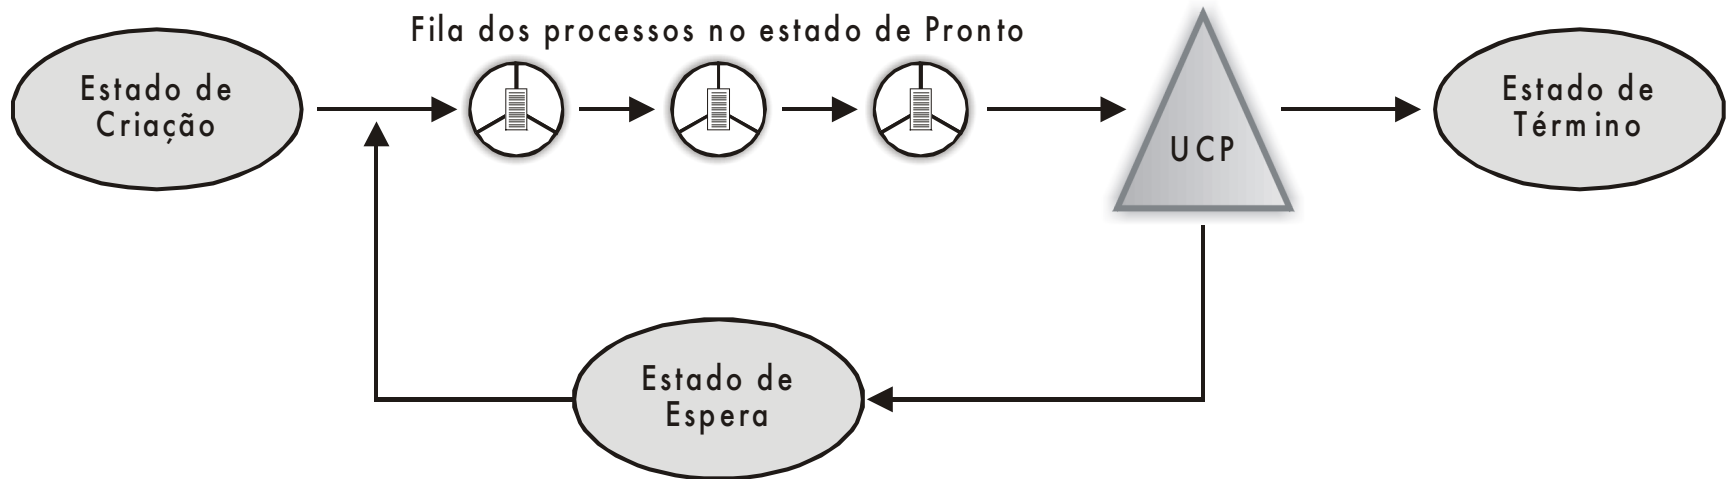 Fila dos processos no estado de Pronto
Estado de
Criação
UCP
Estado de
Término
Estado de
Espera